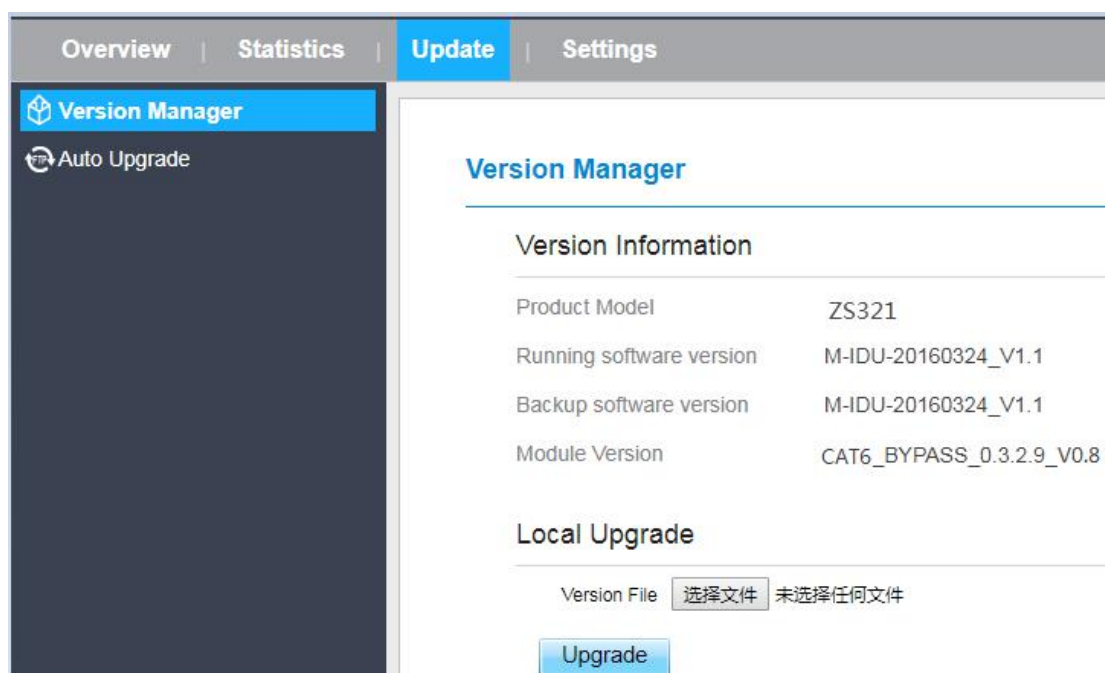 Overview | Statistics | Update | Settings
Version Manager
FTP Auto Upgrade
Version Manager
Version Information
Product Model ZS321
Running software version M-IDU-20160324_V1.1
Backup software version M-IDU-20160324_V1.1
Module Version CAT6_BYPASS_0.3.2.9_V0.8
Local Upgrade
Version File 选择文件 未选择任何文件
Upgrade